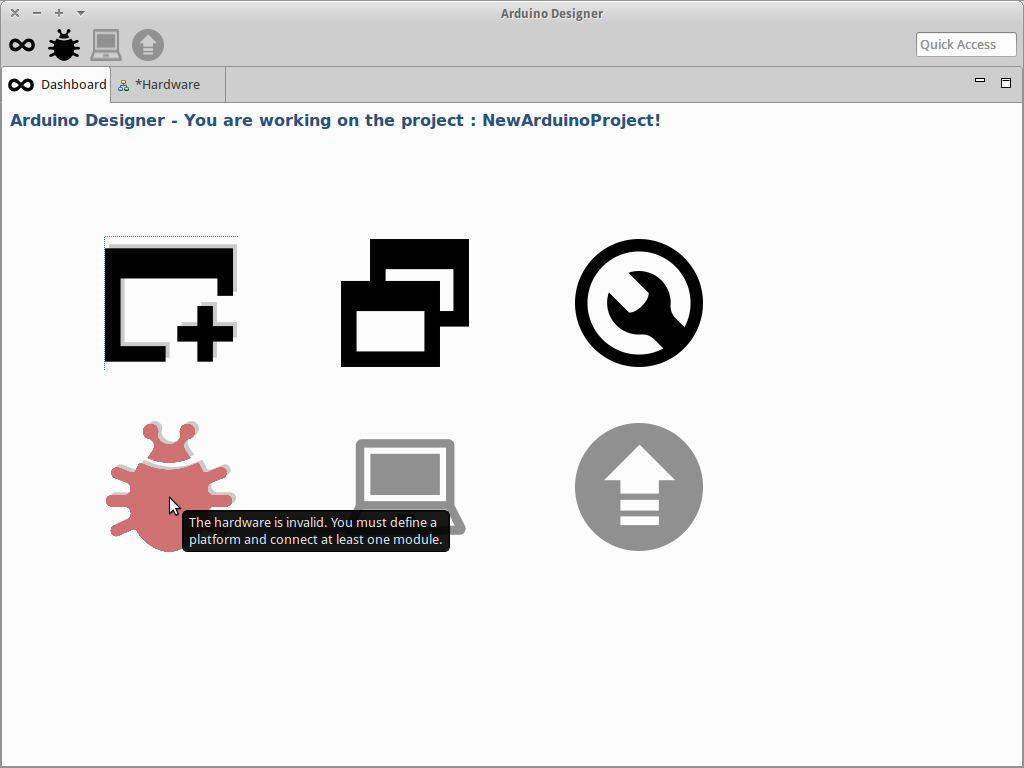 Arduino Designer
Quick Access
Dashboard
*Hardware
Arduino Designer - You are working on the project : NewArduinoProject!
The hardware is invalid. You must define a
platform and connect at least one module.